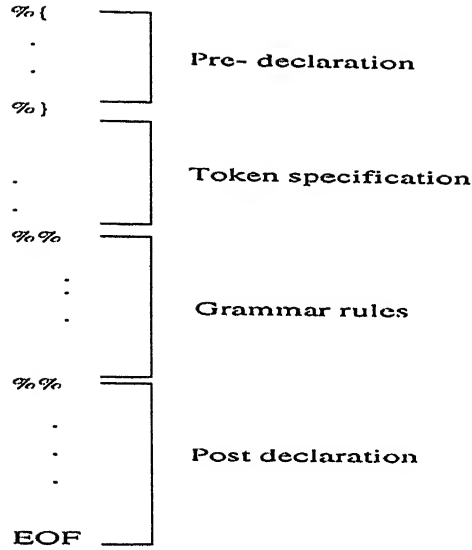 %{
.
.
Pre- declaration
%}
.
.
Token specification
%%
:
.
Grammar rules
%%
.
.
.
Post declaration
EOF